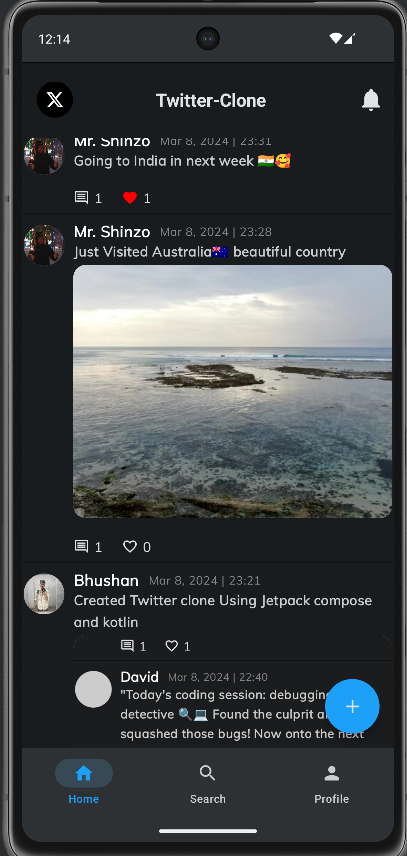 12:14
Twitter-Clone
Mr. Shinzo Mar 8, 2024 | 23:31
Going to India in next week 🇮🇳🥰
1 1
Mr. Shinzo Mar 8, 2024 | 23:28
Just Visited Australia🇦🇺 beautiful country
1 0
Bhushan Mar 8, 2024 | 23:21
Created Twitter clone Using Jetpack compose
and kotlin
1 1
David Mar 8, 2024 | 22:40
"Today's coding session: debugging
detective 🔍💻 Found the culprit
squashed those bugs! Now onto the next
Home Search Profile